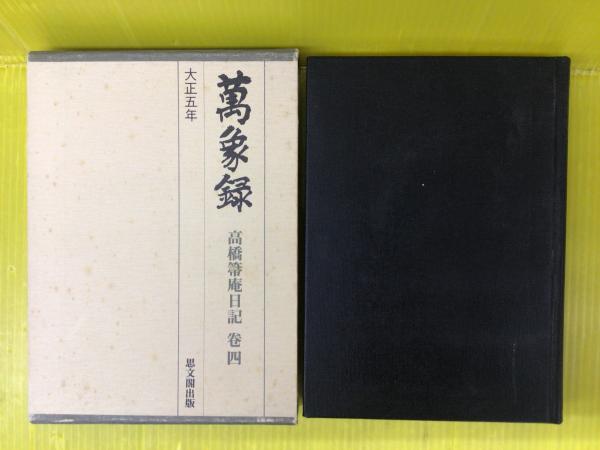 萬象録
高橋箒庵日記 巻四
大正五年
思文閣出版